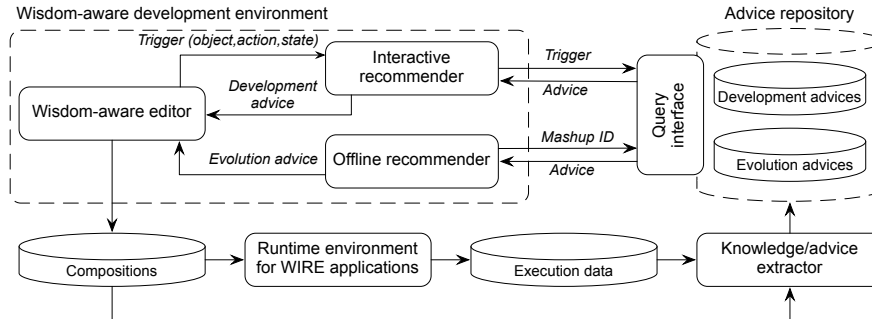 Wisdom-aware development environment
Advice repository
Trigger (object,action,state)
Interactive
recommender
Trigger
Development
advice
Advice
Wisdom-aware editor
Query
interface
Development advices
Mashup ID
Evolution advice
Offline recommender
Advice
Evolution advices
Compositions
Runtime environment
for WIRE applications
Execution data
Knowledge/advice
extractor